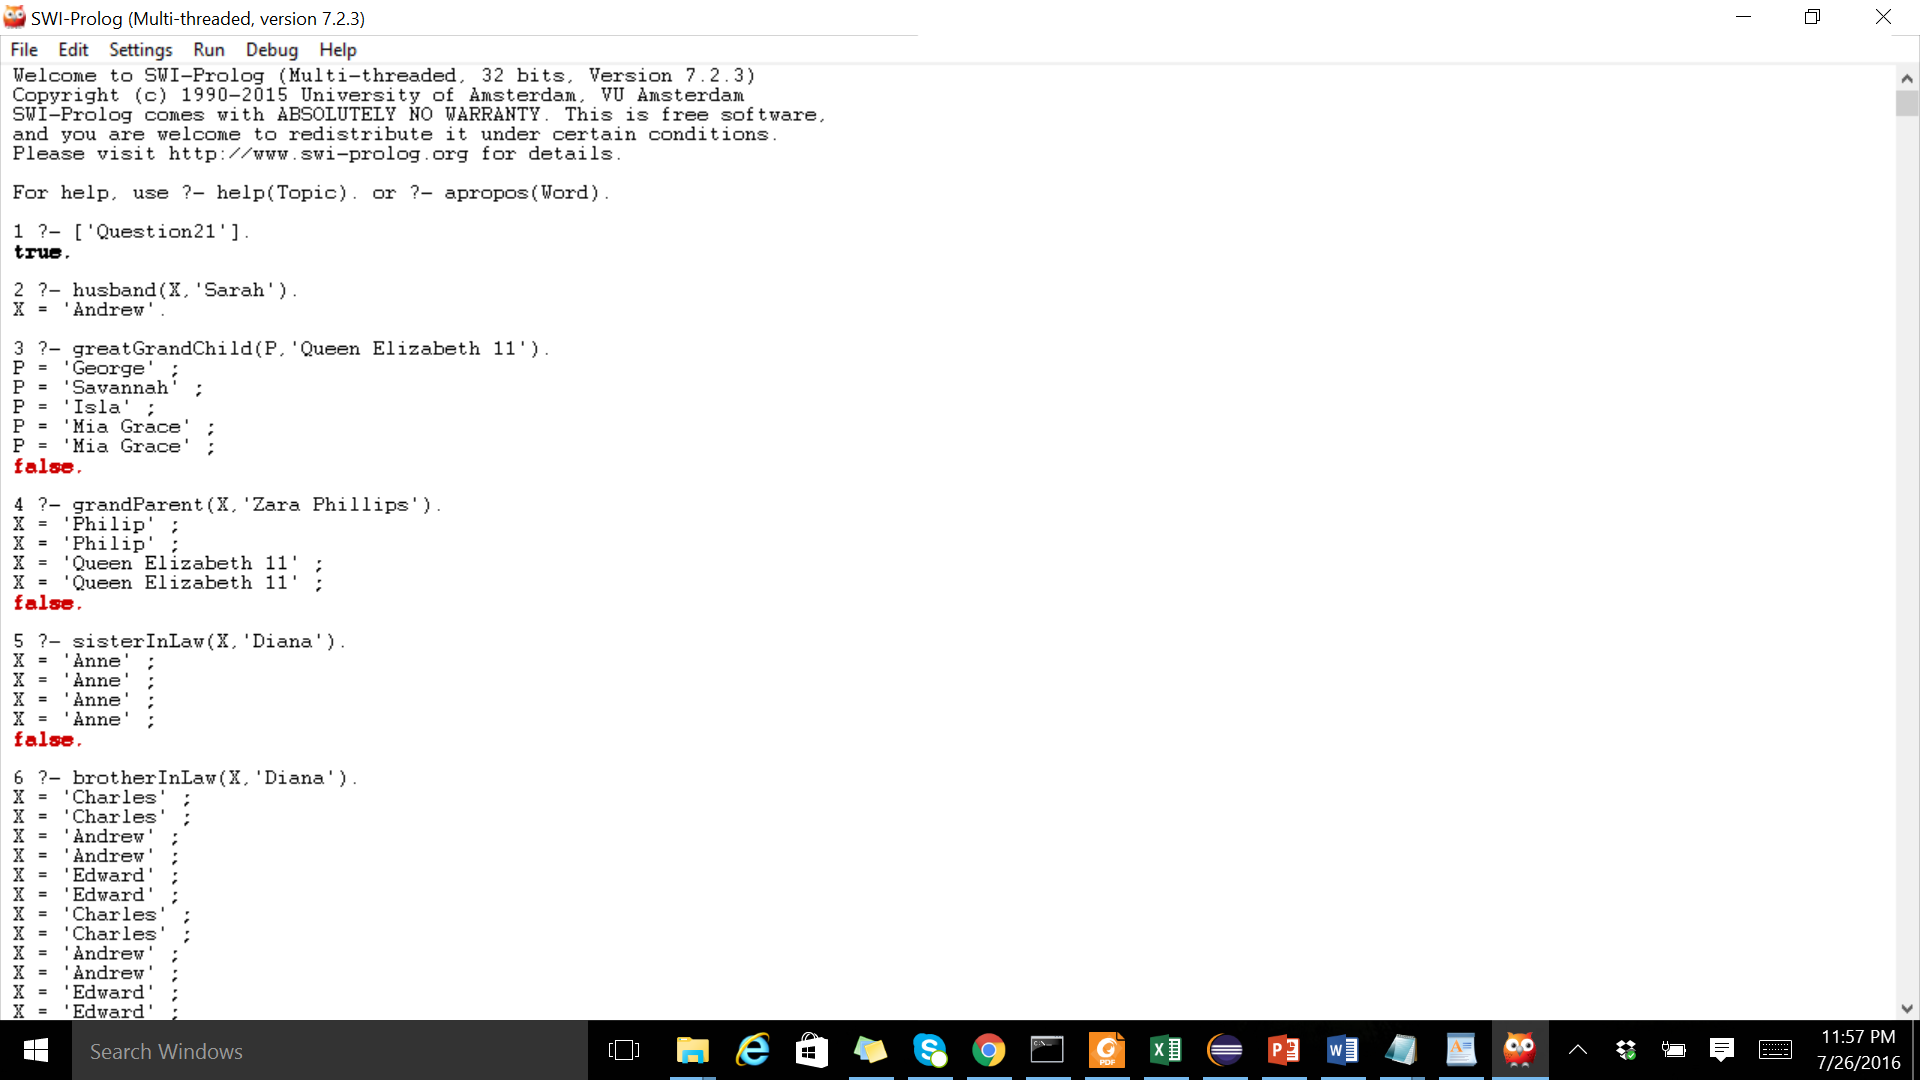 SWI-Prolog (Multi-threaded, version 7.2.3)
File Edit Settings Run Debug Help
Welcome to SWI-Prolog (Multi-threaded, 32 bits, Version 7.2.3)
Copyright (c) 1990-2015 University of Amsterdam, VU Amsterdam
SWI-Prolog comes with ABSOLUTELY NO WARRANTY. This is free software,
and you are welcome to redistribute it under certain conditions.
Please visit http://www.swi-prolog.org for details.
For help, use ?- help(Topic). or ?- apropos(Word).
1 ?- ['Question21'].
true.
2 ?- husband(X,'Sarah').
X = 'Andrew'.
3 ?- greatGrandChild(P,'Queen Elizabeth 11').
P = 'George' ;
P = 'Savannah' ;
P = 'Isla' ;
P = 'Mia Grace' ;
P = 'Mia Grace' ;
false.
4 ?- grandParent(X,'Zara Phillips').
X = 'Philip' ;
X = 'Philip' ;
X = 'Queen Elizabeth 11' ;
X = 'Queen Elizabeth 11' ;
false.
5 ?- sisterInLaw(X,'Diana').
X = 'Anne' ;
X = 'Anne' ;
X = 'Anne' ;
X = 'Anne' ;
false.
6 ?- brotherInLaw(X,'Diana').
X = 'Charles' ;
X = 'Charles' ;
X = 'Andrew' ;
X = 'Andrew' ;
X = 'Edward' ;
X = 'Edward' ;
X = 'Charles' ;
X = 'Charles' ;
X = 'Andrew' ;
X = 'Andrew' ;
X = 'Edward' ;
X = 'Edward' ;
Search Windows
11:57 PM
7/26/2016